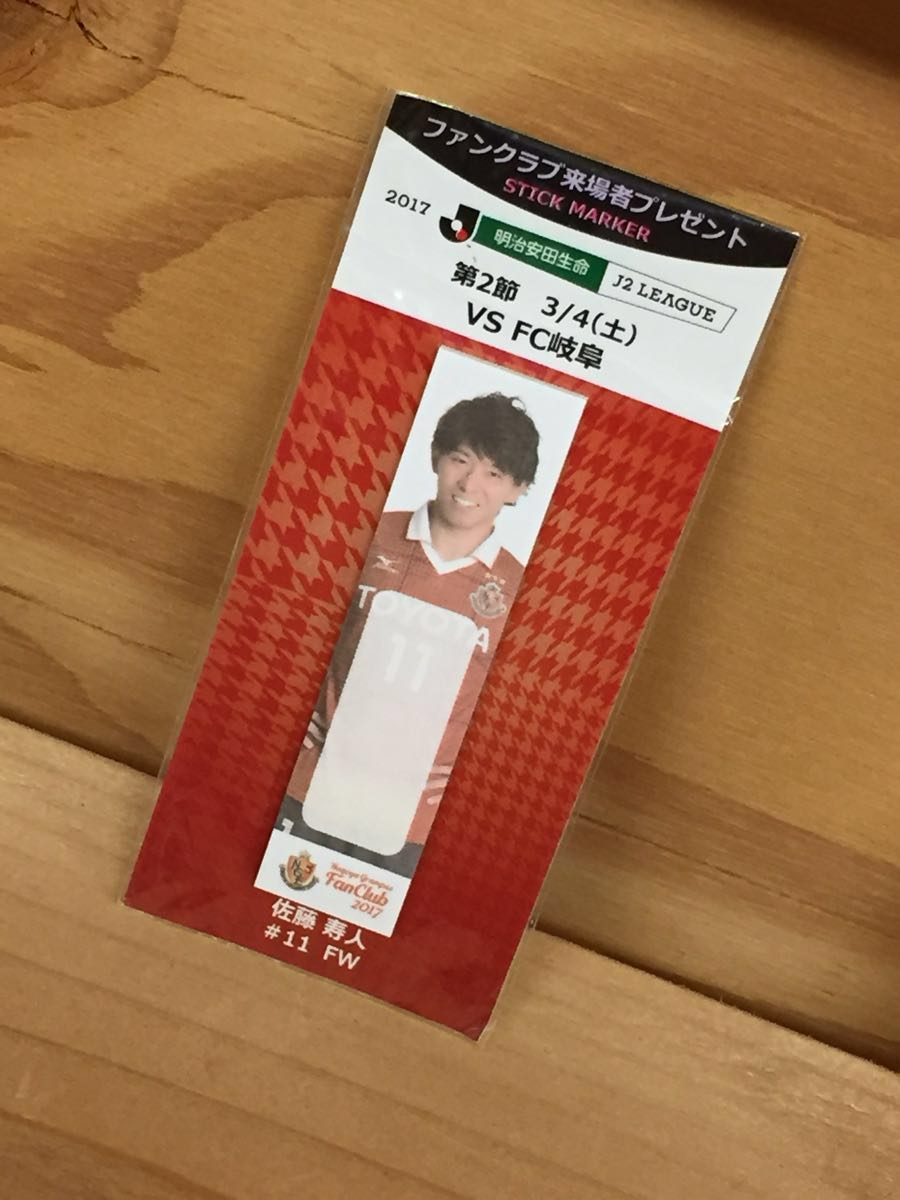 ファンクラブ来場者プレゼント
STICK MARKER
2017
明治安田生命
J2 LEAGUE
第2節 3/4(土)
VS FC岐阜
TOYOTA
11
Nagoya Grampus
FanClub
2017
佐藤 寿人
#11 FW